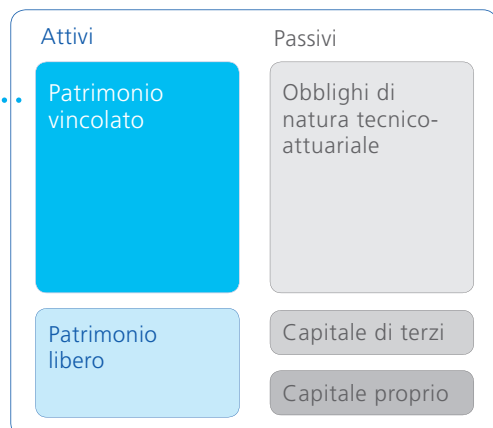 Attivi
Patrimonio
vincolato
Patrimonio
libero
Passivi
Obblighi di
natura tecnico-
attuariale
Capitale di terzi
Capitale proprio